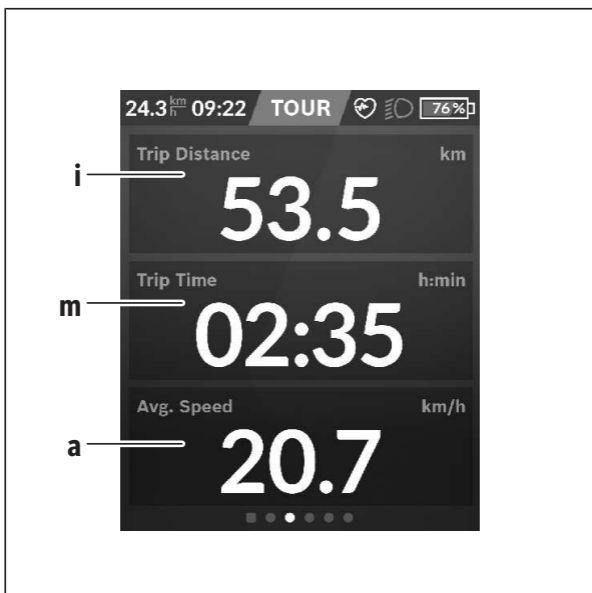 24.3 km/h 09:22 TOUR 76%
Trip Distance km
i
53.5
Trip Time h:min
m
02:35
Avg. Speed km/h
a
20.7